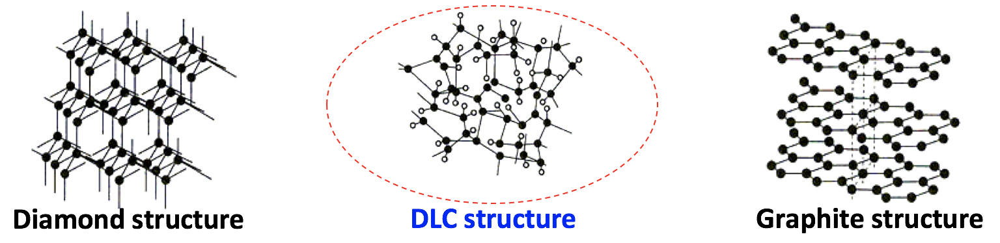 Diamond structure
DLC structure
Graphite structure